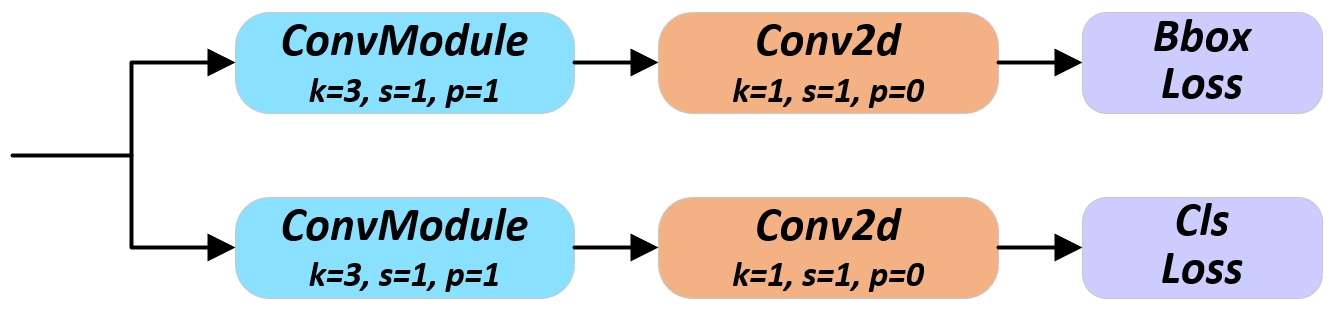 ConvModule
k=3, s=1, p=1
Conv2d
k=1, s=1, p=0
Bbox
Loss
ConvModule
k=3, s=1, p=1
Conv2d
k=1, s=1, p=0
Cls
Loss